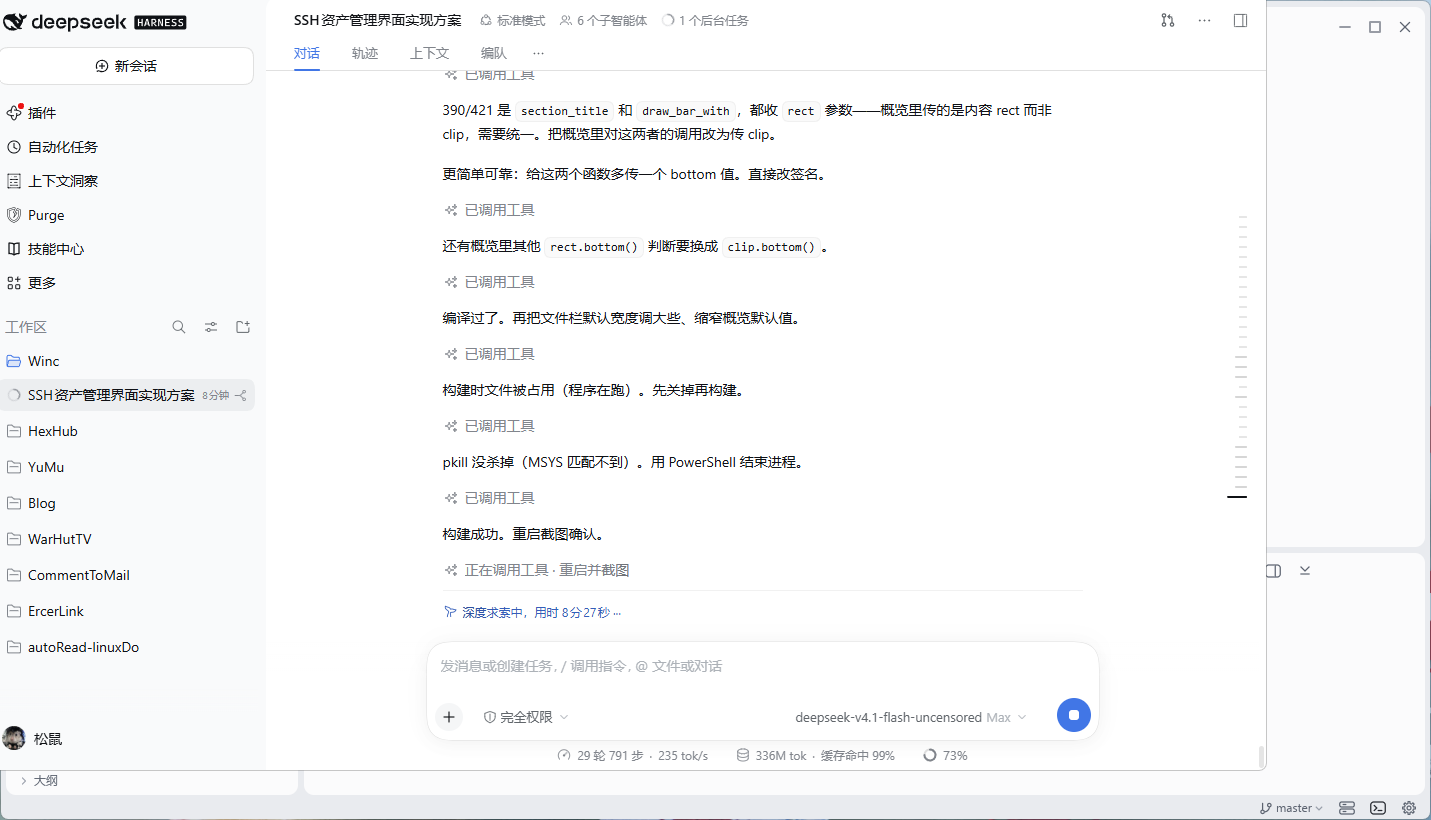 deepseek HARNESS
新会话
插件
自动化任务
上下文洞察
Purge
技能中心
更多
工作区
Winc
SSH资产管理界面实现方案 8分钟
HexHub
YuMu
Blog
WarHutTV
CommentToMail
ErcerLink
autoRead-linuxDo
松鼠
SSH资产管理界面实现方案 标准模式 6 个子智能体 1 个后台任务
对话 轨迹 上下文 编队 ···
已调用工具
390/421 是 section_title 和 draw_bar_with，都收 rect 参数——概览里传的是内容 rect 而非
clip，需要统一。把概览里对这两者的调用改为传 clip。
更简单可靠：给这两个函数多传一个 bottom 值。直接改签名。
已调用工具
还有概览里其他 rect.bottom() 判断要换成 clip.bottom()。
已调用工具
编译过了。再把文件栏默认宽度调大些、缩窄概览默认值。
已调用工具
构建时文件被占用（程序在跑）。先关掉再构建。
已调用工具
pkill 没杀掉（MSYS 匹配不到）。用 PowerShell 结束进程。
已调用工具
构建成功。重启截图确认。
正在调用工具 · 重启并截图
深度求索中，用时 8分27秒 ···
发消息或创建任务, / 调用指令, @ 文件或对话
完全权限 deepseek-v4.1-flash-uncensored Max
29 轮 791 步 · 235 tok/s 336M tok · 缓存命中 99% 73%
大纲
master